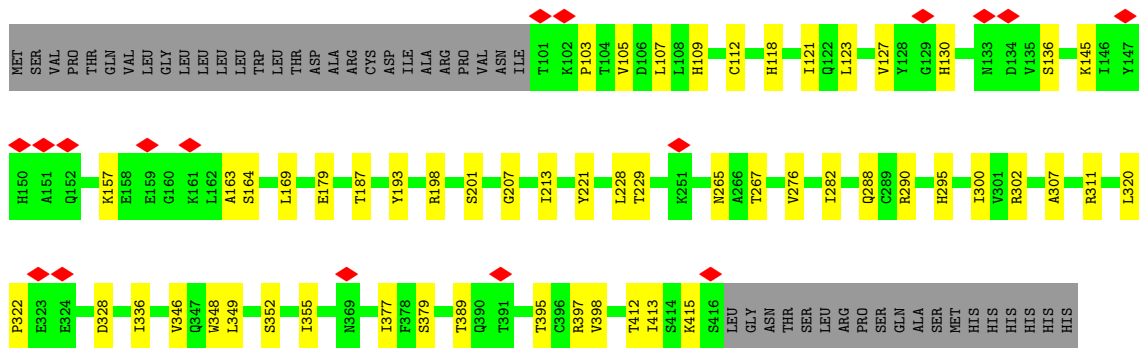 MET SER VAL PRO THR GLN VAL LEU GLY LEU LEU LEU LEU TRP LEU THR ASP ALA ARG CYS ASP ILE ALA ARG PRO VAL ASN ILE T101 K102 P103 T104 V105 D106 L107 L108 H109 C112 H118 I121 Q122 L123 V127 Y128 G129 H130 N133 D134 V135 S136 K145 I146 Y147
H150 A151 Q152 K157 E158 E159 G160 K161 L162 A163 S164 L169 E179 T187 Y193 R198 S201 G207 I213 Y221 L228 T229 K251 N265 A266 T267 V276 I282 Q288 C289 R290 H295 I300 V301 R302 A307 R311 L320
P322 E323 E324 D328 I336 V346 Q347 W348 L349 S352 I355 N369 I377 F378 S379 T389 Q390 T391 T395 C396 R397 V398 T412 I413 S414 K415 S416 LEU GLY ASN THR SER LEU ARG PRO SER GLN ALA SER MET HIS HIS HIS HIS HIS HIS